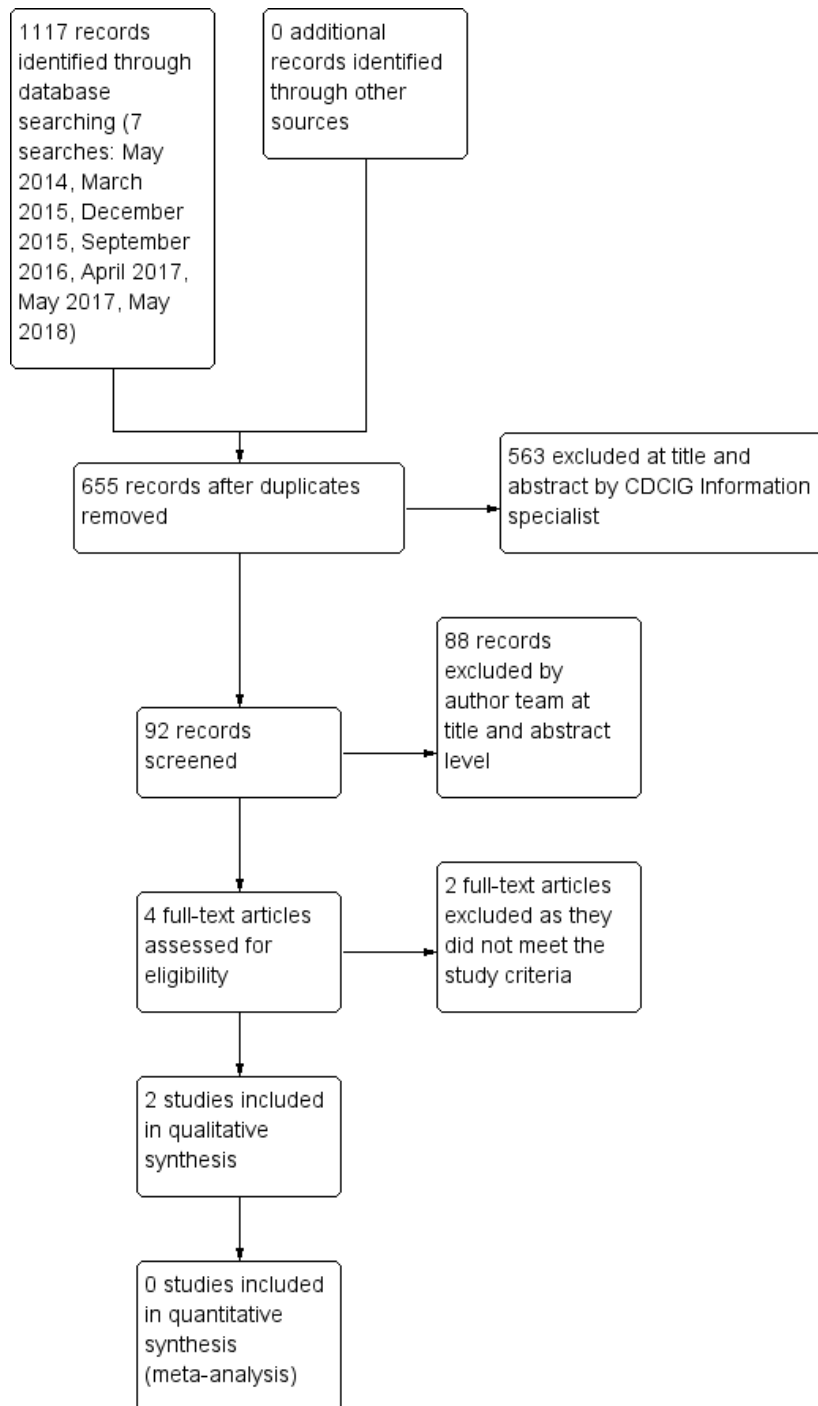 1117 records
identified through
database
searching (7
searches: May
2014, March
2015, December
2015, September
2016, April 2017,
May 2017, May
2018)
0 additional
records identified
through other
sources
655 records after duplicates
removed
563 excluded at title and
abstract by CDCIG Information
specialist
92 records
screened
88 records
excluded by
author team at
title and abstract
level
4 full-text articles
assessed for
eligibility
2 full-text articles
excluded as they
did not meet the
study criteria
2 studies included
in qualitative
synthesis
0 studies included
in quantitative
synthesis
(meta-analysis)